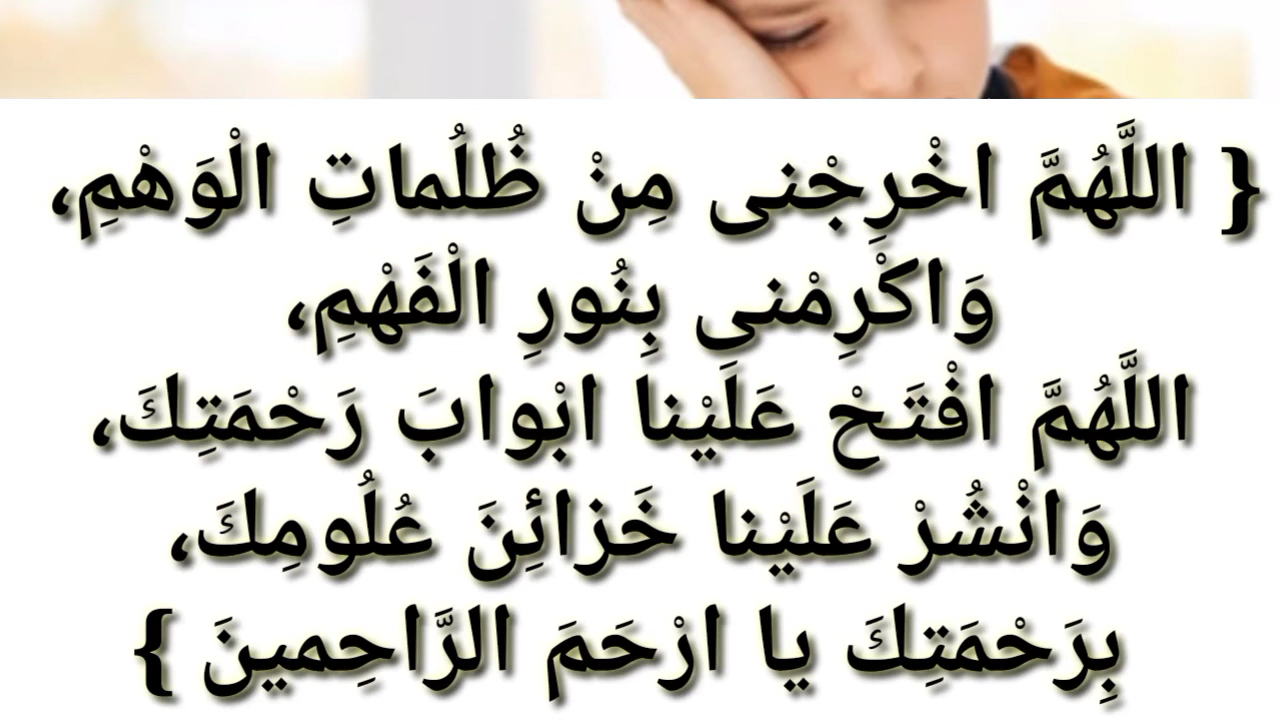 { اللَّهُمَّ اخْرِجْنى مِنْ ظُلُماتِ الْوَهْمِ،
وَاكْرِمْنى بِنُورِ الْفَهْمِ،
اللَّهُمَّ افْتَحْ عَلَيْنا ابْوابَ رَحْمَتِكَ،
وَانْشُرْ عَلَيْنا خَزائِنَ عُلُومِكَ،
بِرَحْمَتِكَ يا ارْحَمَ الرَّاحِمينَ }